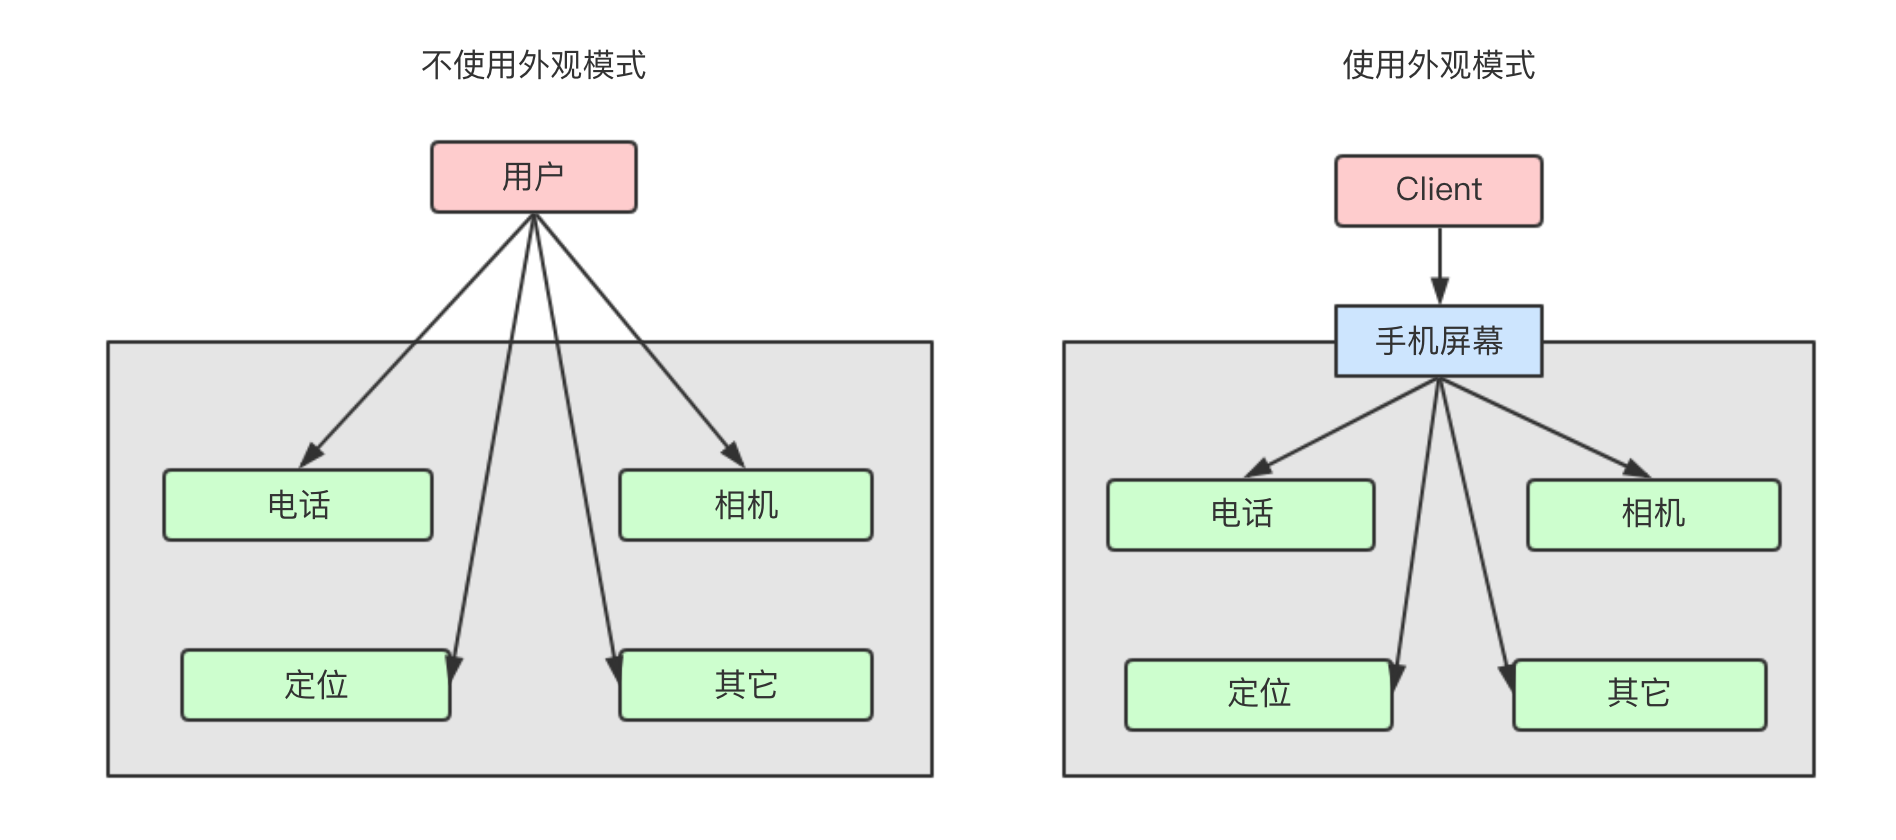 不使用外观模式
用户
电话
相机
定位
其它
使用外观模式
Client
手机屏幕
电话
相机
定位
其它